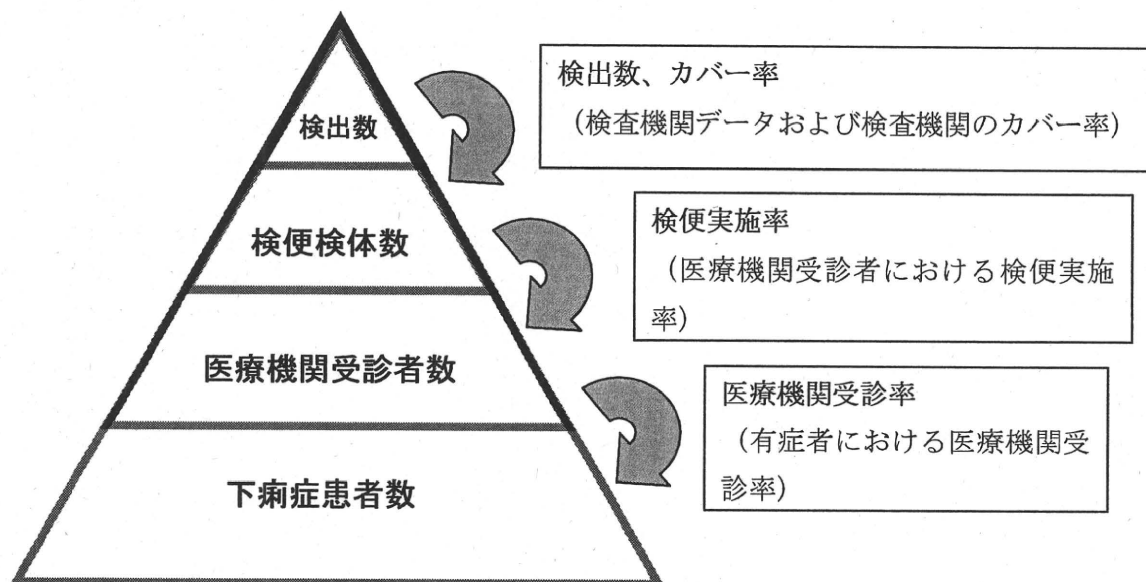 検出数
検便検体数
医療機関受診者数
下痢症患者数
検出数、カバー率
(検査機関データおよび検査機関のカバー率)
検便実施率
(医療機関受診者における検便実施
率)
医療機関受診率
(有症者における医療機関受
診率)